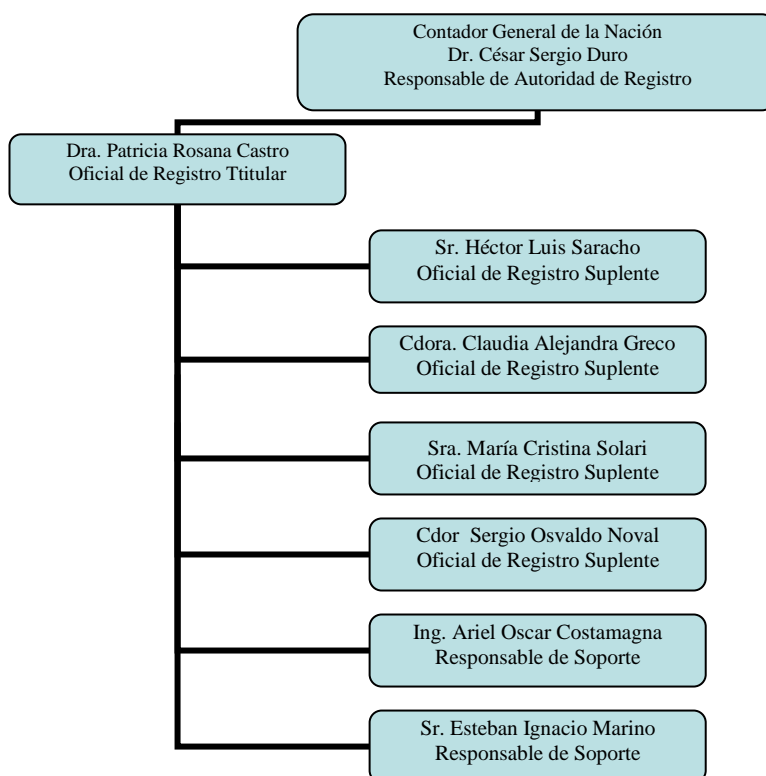 Contador General de la Nación
Dr. César Sergio Duro
Responsable de Autoridad de Registro
Dra. Patricia Rosana Castro
Oficial de Registro Ttitular
Sr. Héctor Luis Saracho
Oficial de Registro Suplente
Cdora. Claudia Alejandra Greco
Oficial de Registro Suplente
Sra. María Cristina Solari
Oficial de Registro Suplente
Cdor  Sergio Osvaldo Noval
Oficial de Registro Suplente
Ing. Ariel Oscar Costamagna
Responsable de Soporte
Sr. Esteban Ignacio Marino
Responsable de Soporte